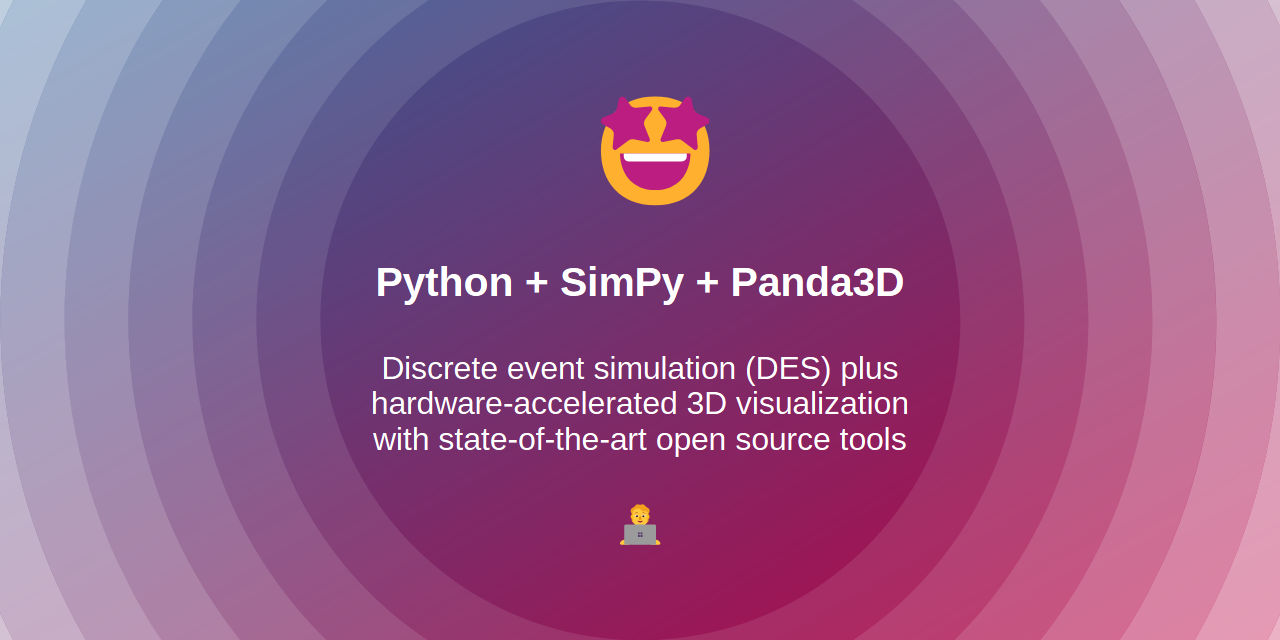 Python + SimPy + Panda3D
Discrete event simulation (DES) plus
hardware-accelerated 3D visualization
with state-of-the-art open source tools